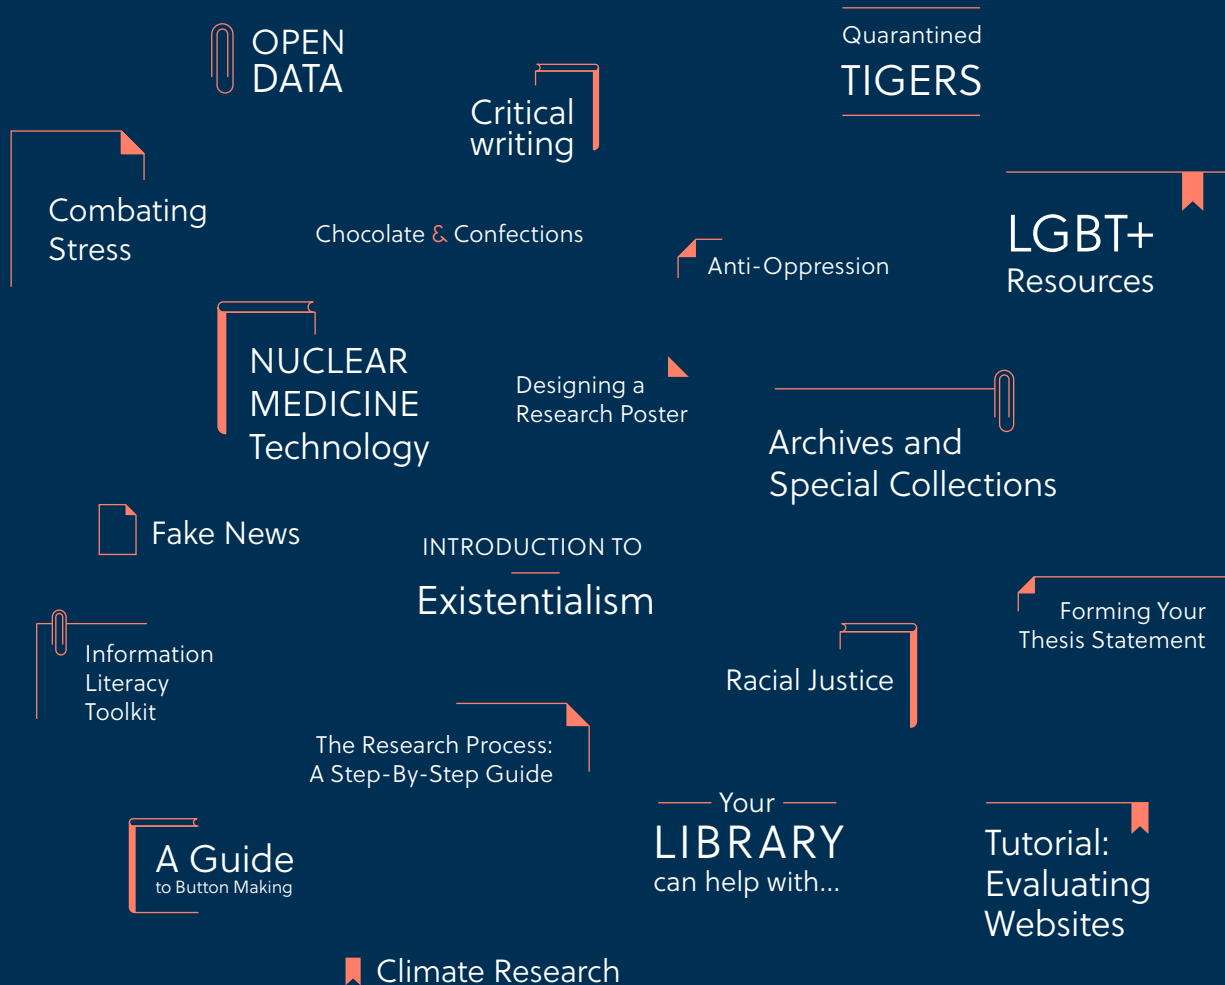 OPEN
DATA
Quarantined
TIGERS
Critical
writing
Combating
Stress
Chocolate & Confections
Anti-Oppression
LGBT+
Resources
NUCLEAR
MEDICINE
Technology
Designing a
Research Poster
Archives and
Special Collections
Fake News
INTRODUCTION TO
Existentialism
Forming Your
Thesis Statement
Information
Literacy
Toolkit
Racial Justice
The Research Process:
A Step-By-Step Guide
Your
LIBRARY
can help with...
Tutorial:
Evaluating
Websites
A Guide
to Button Making
Climate Research